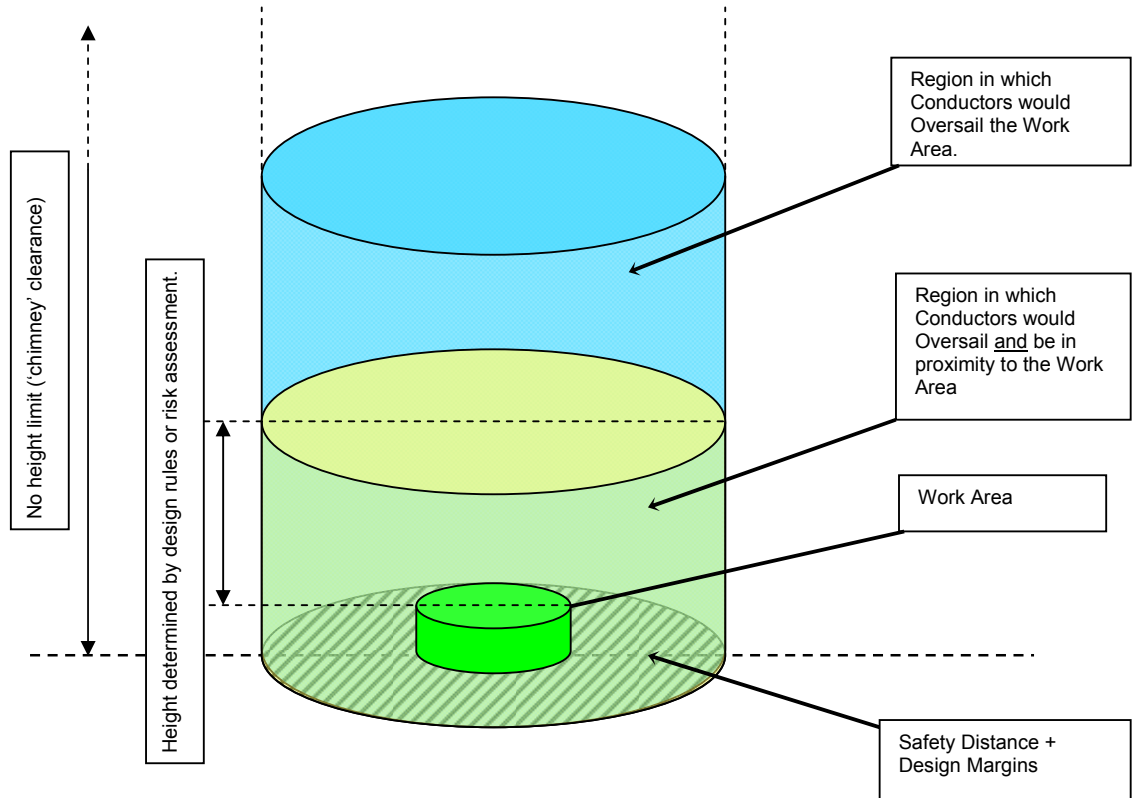 No height limit (‘chimney’ clearance)
Height determined by design rules or risk assessment.
Region in which
Conductors would
Oversail the Work
Area.
Region in which
Conductors would
Oversail and be in
proximity to the Work
Area
Work Area
Safety Distance +
Design Margins